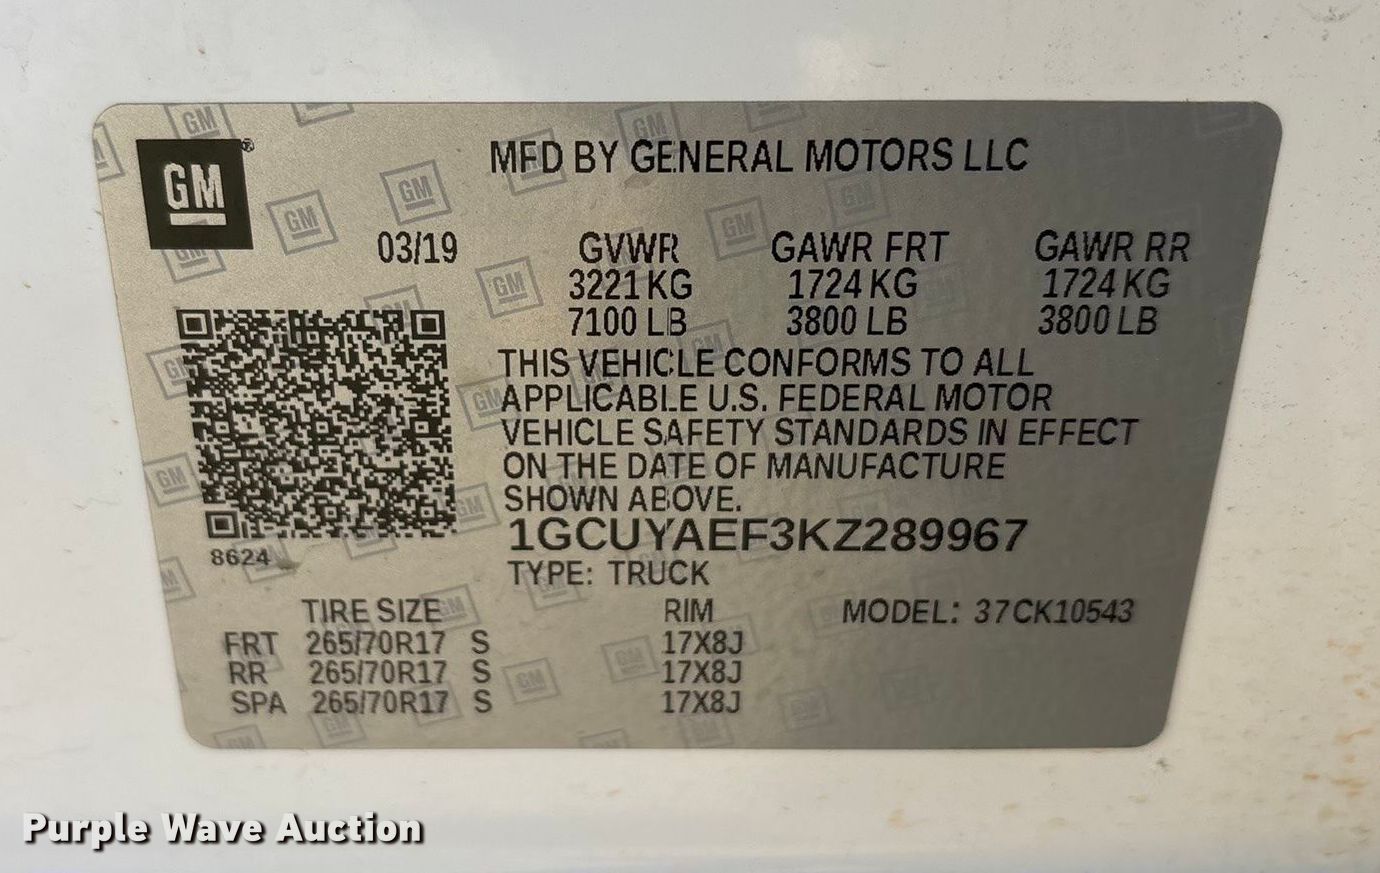 GM®
MFD BY GENERAL MOTORS LLC
03/19 GVWR GAWR FRT GAWR RR
3221 KG 1724 KG 1724 KG
7100 LB 3800 LB 3800 LB
THIS VEHICLE CONFORMS TO ALL
APPLICABLE U.S. FEDERAL MOTOR
VEHICLE SAFETY STANDARDS IN EFFECT
ON THE DATE OF MANUFACTURE
SHOWN ABOVE.
1GCUYAEF3KZ289967
8624
TYPE: TRUCK
TIRE SIZE RIM MODEL: 37CK10543
FRT 265/70R17 S 17X8J
RR 265/70R17 S 17X8J
SPA 265/70R17 S 17X8J
Purple Wave Auction